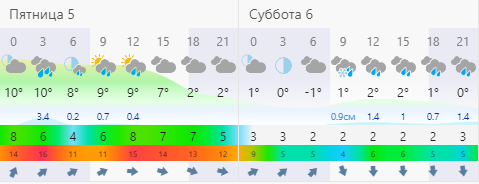 Пятница 5 Суббота 6
0 3 6 9 12 15 18 21 0 3 6 9 12 15 18 21
10° 10° 8° 9° 9° 7° 2° 2° 1° 0° -1° 1° 2° 2° 1° 0°
3.4 0.2 0.7 0.4 0.9см 1.4 1 0.7 1.4
8 8 4 8 8 7 7 5 3 3 3 2 2 2 2 2
14 16 11 11 15 14 13 12 9 5 5 4 6 6 5 5